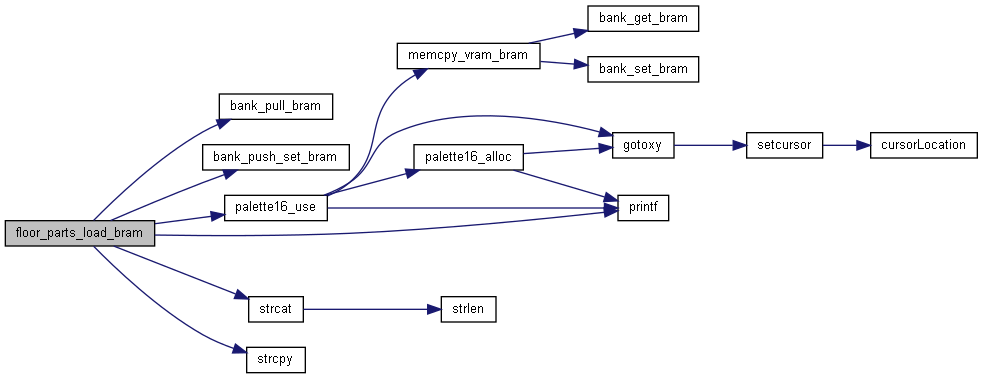 bank_get_bram
memcpy_vram_bram
bank_set_bram
bank_pull_bram
gotoxy
setcursor
cursorLocation
bank_push_set_bram
palette16_alloc
palette16_use
printf
floor_parts_load_bram
strcat
strlen
strcpy